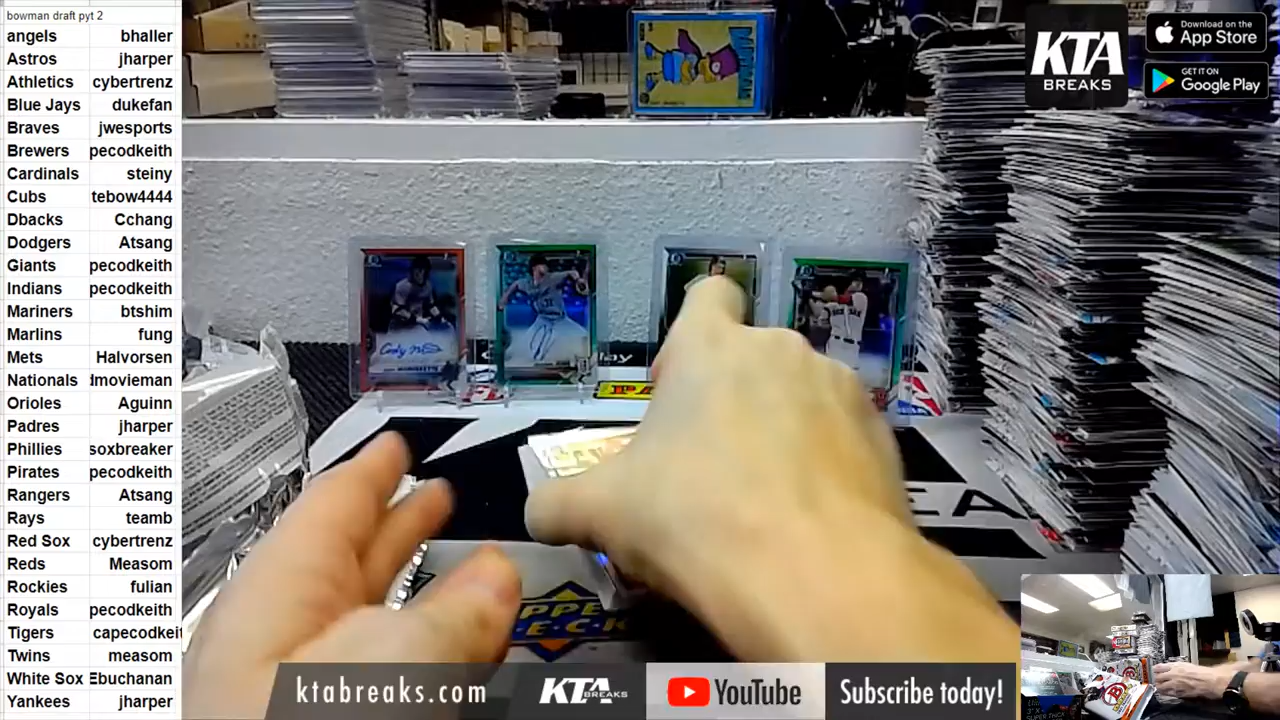 bowman draft pyt 2
angels bhaller
Astros jharper
Athletics cybertrenz
Blue Jays dukefan
Braves jwesports
Brewers pecodkeith
Cardinals steiny
Cubs tebow4444
Dbacks Cchang
Dodgers Atsang
Giants pecodkeith
Indians pecodkeith
Mariners btshim
Marlins fung
Mets Halvorsen
Nationals dmovieman
Orioles Aguinn
Padres jharper
Phillies soxbreaker
Pirates pecodkeith
Rangers Atsang
Rays teamb
Red Sox cybertrenz
Reds Measom
Rockies fulian
Royals pecodkeith
Tigers capecodkeit
Twins measom
White Sox Ebuchanan
Yankees jharper
KTA
BREAKS
Download on the
App Store
GET IT ON
Google Play
ktabreaks.com
KTA
BREAKS
YouTube
Subscribe today!